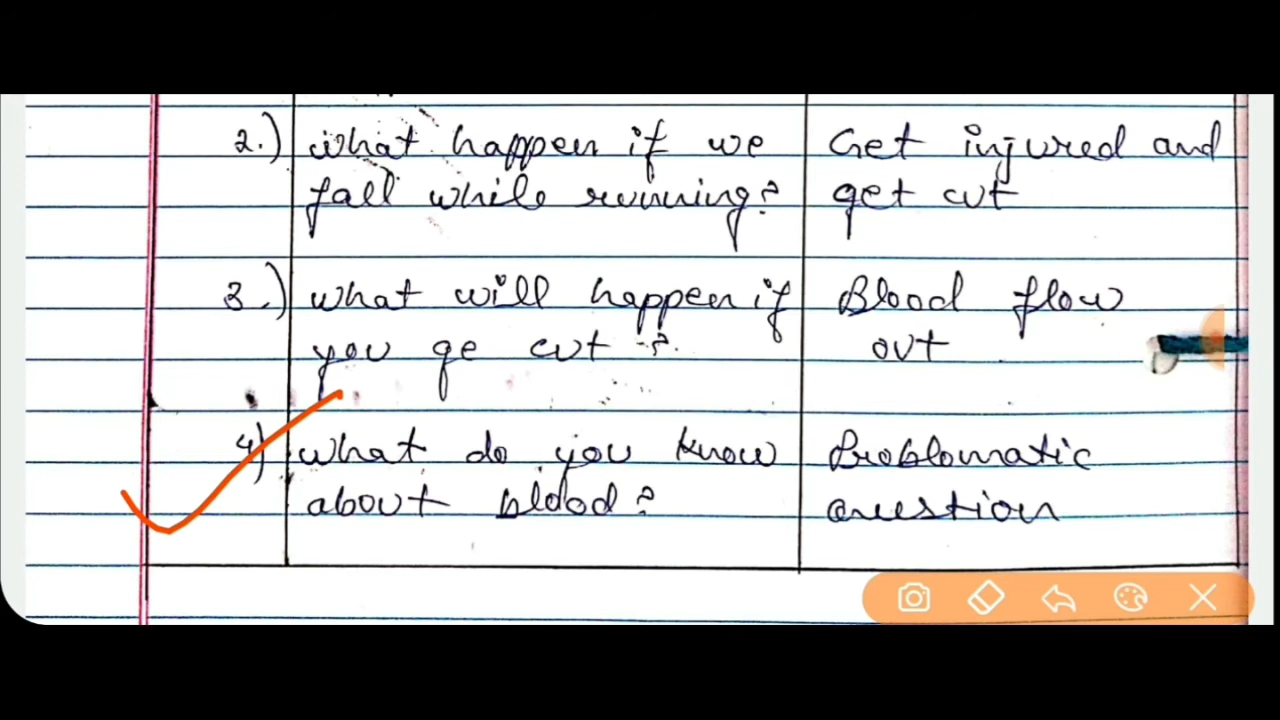 2.) what happen if we Get injured and
fall while running? get cut
3.) what will happen if Blood flow
you ge cut ? out
4) what do you know Problomatic
about blood? question